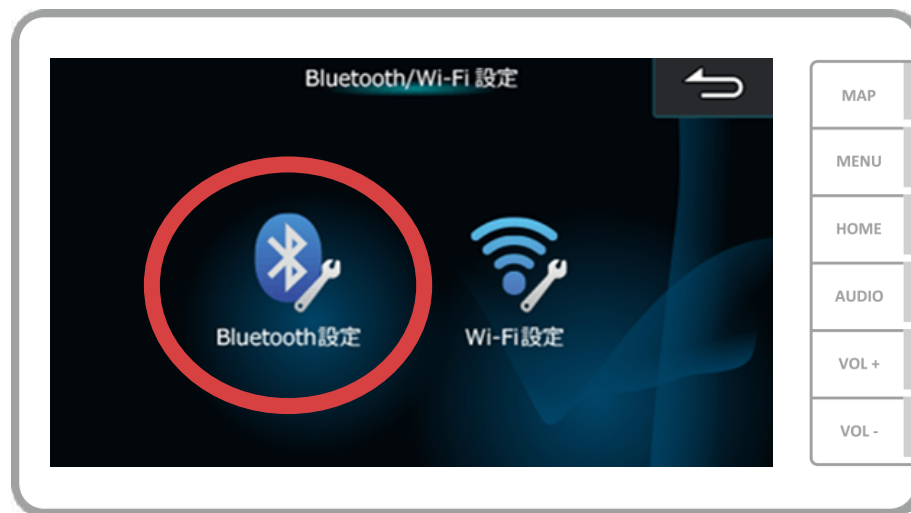 Bluetooth/Wi-Fi 設定
Bluetooth設定
Wi-Fi設定
MAP
MENU
HOME
AUDIO
VOL +
VOL -